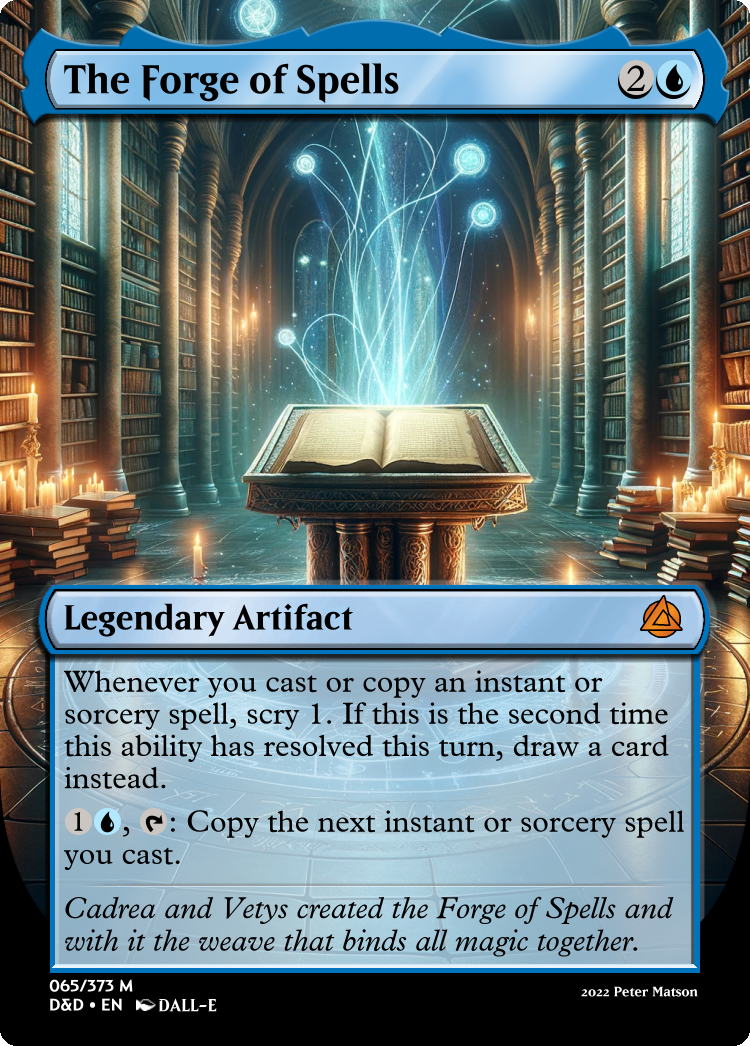 The Forge of Spells 2
Legendary Artifact
Whenever you cast or copy an instant or
sorcery spell, scry 1. If this is the second time
this ability has resolved this turn, draw a card
instead.
1, : Copy the next instant or sorcery spell
you cast.
Cadrea and Vetys created the Forge of Spells and
with it the weave that binds all magic together.
065/373 M
D&D • EN DALL-E
2022 Peter Matson